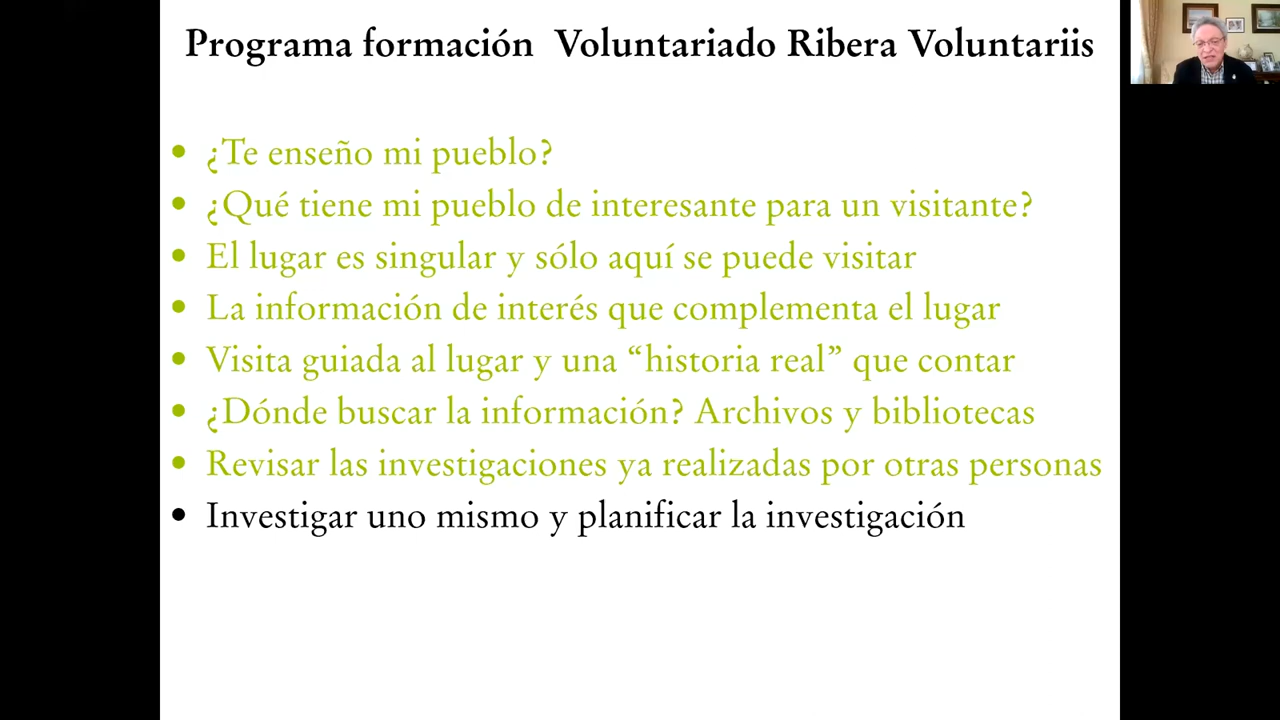 Programa formación Voluntariado Ribera Voluntariis
• ¿Te enseño mi pueblo?
• ¿Qué tiene mi pueblo de interesante para un visitante?
• El lugar es singular y sólo aquí se puede visitar
• La información de interés que complementa el lugar
• Visita guiada al lugar y una “historia real” que contar
• ¿Dónde buscar la información? Archivos y bibliotecas
• Revisar las investigaciones ya realizadas por otras personas
• Investigar uno mismo y planificar la investigación